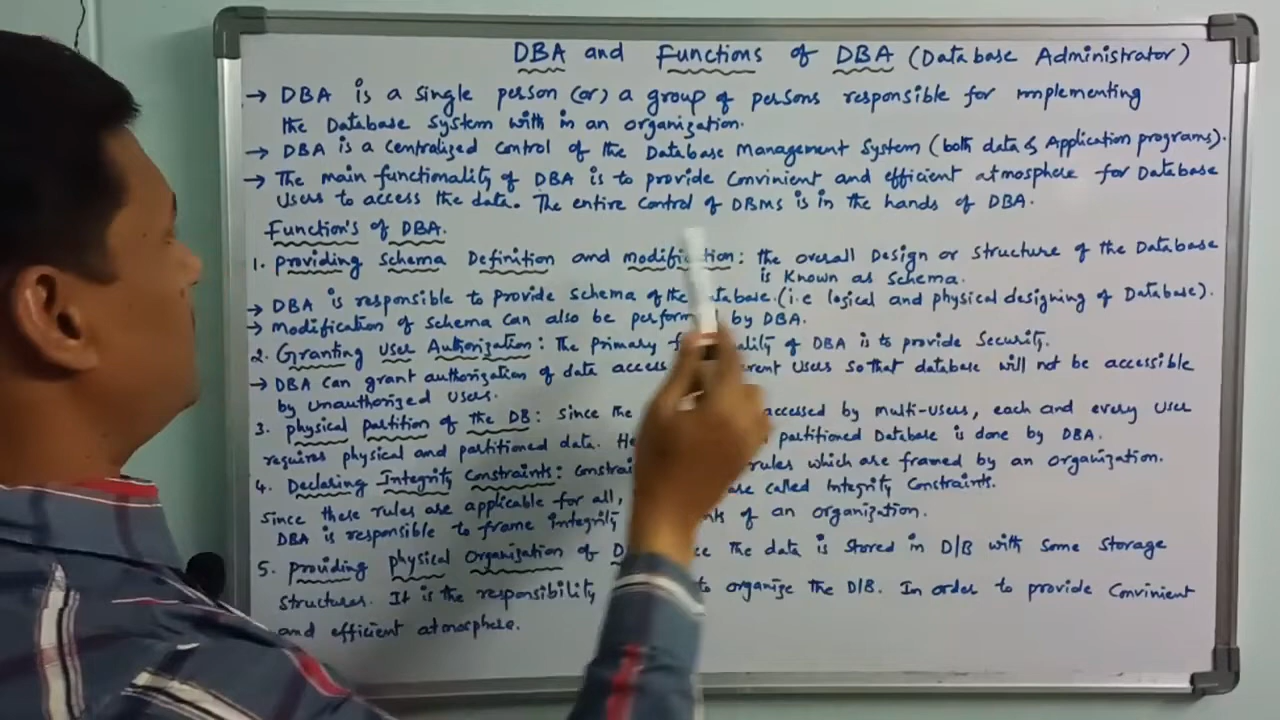 DBA and Functions of DBA (Database Administrator)
→ DBA is a single person (or) a group of persons responsible for implementing
the Database System with in an organization.
→ DBA is a centralized control of the Database Management System (both data & Application programs).
→ The main functionality of DBA is to provide Convinient and efficient atmosphere for Database
Users to access the data. The entire control of DBMS is in the hands of DBA.
Function's of DBA.
1. Providing Schema Definition and modification: The overall Design or Structure of the Database
is Known as Schema.
→ DBA is responsible to provide schema of the database. (i.e logical and physical designing of Database).
→ Modification of Schema can also be performed by DBA.
2. Granting User Authorization: The Primary functionality of DBA is to provide Security.
→ DBA can grant authorization of data access different Users so that database will not be accessible
by unauthorized users.
3. Physical partition of the DB: Since the accessed by multi-users, each and every user
requires physical and partitioned data. partitioned Database is done by DBA.
4. Declaring Integrity Constraints: rules which are framed by an organization.
Since these rules are applicable for all, are called Integrity Constraints.
DBA is responsible to frame integrity of an organization.
5. Providing physical Organization of the data is stored in D/B with some storage
structures. It is the responsibility to organize the D/B. In order to provide Convinient
and efficient atmosphere.